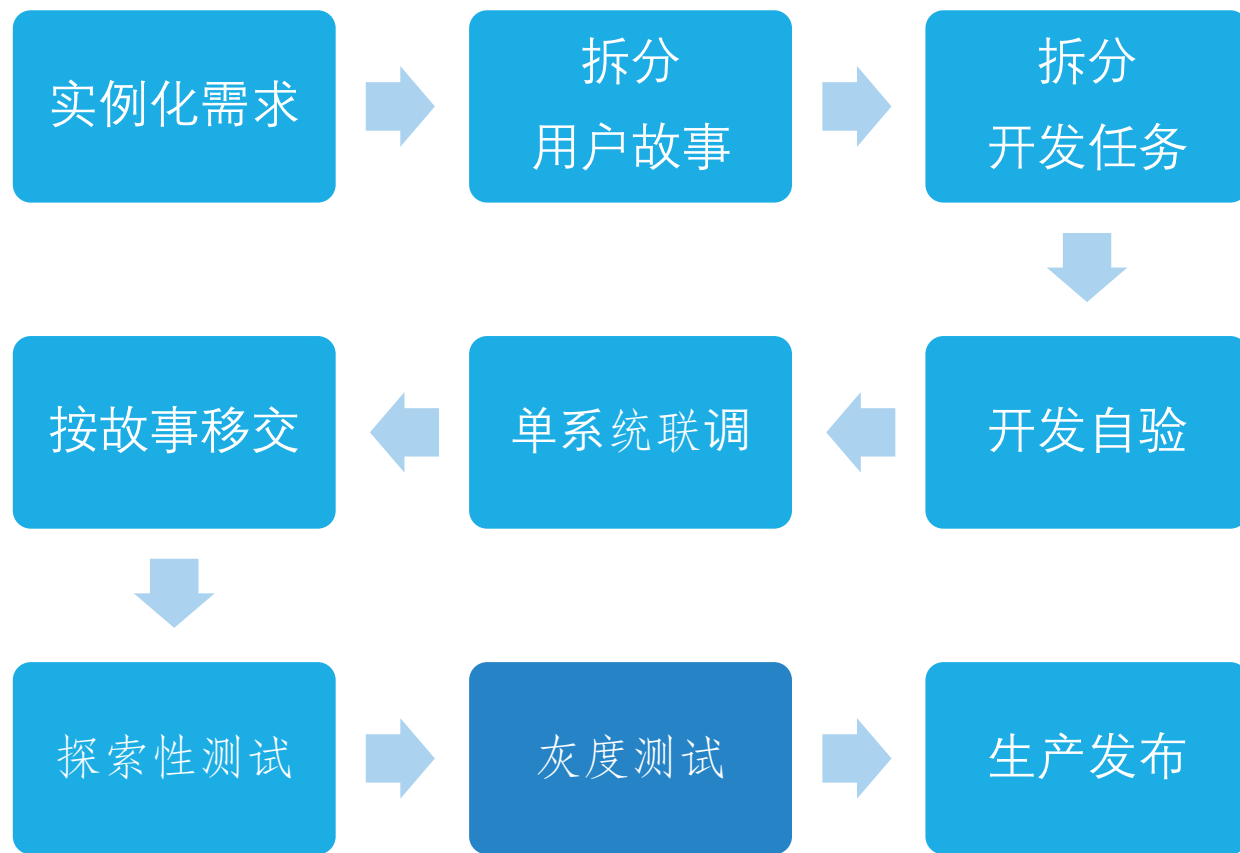 实例化需求
拆分
用户故事
拆分
开发任务
开发自验
单系统联调
按故事移交
探索性测试
灰度测试
生产发布